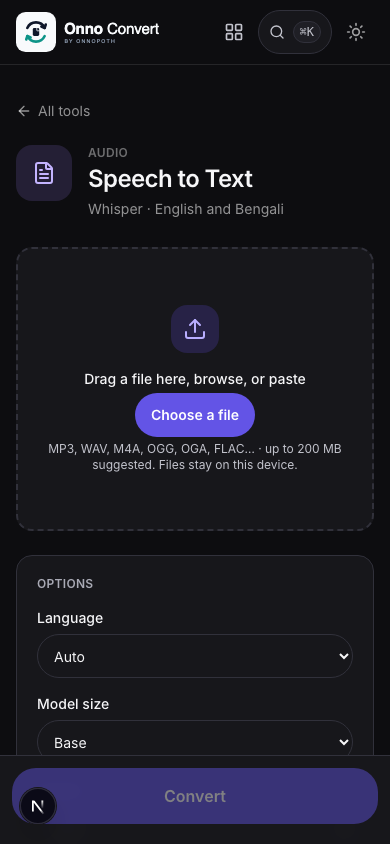 Onno Convert
BY ONNOPOTH
⌘K
← All tools
AUDIO
Speech to Text
Whisper · English and Bengali
Drag a file here, browse, or paste
Choose a file
MP3, WAV, M4A, OGG, OGA, FLAC... · up to 200 MB
suggested. Files stay on this device.
OPTIONS
Language
Auto
Model size
Base
Convert
N